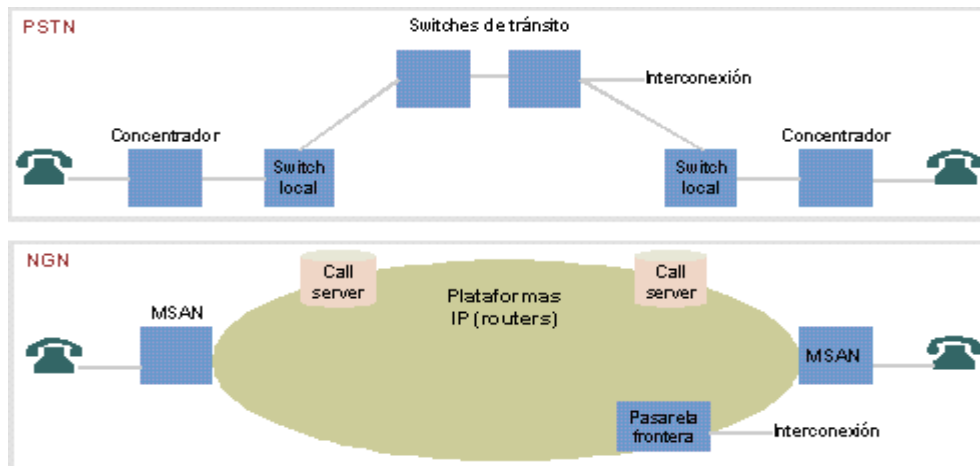 PSTN
Switches de tránsito
Interconexión
Concentrador
Concentrador
Switch
local
Switch
local
NGN
Call
server
Call
server
Plataformas
IP (routers)
MSAN
MSAN
Pasarela
frontera
Interconexión